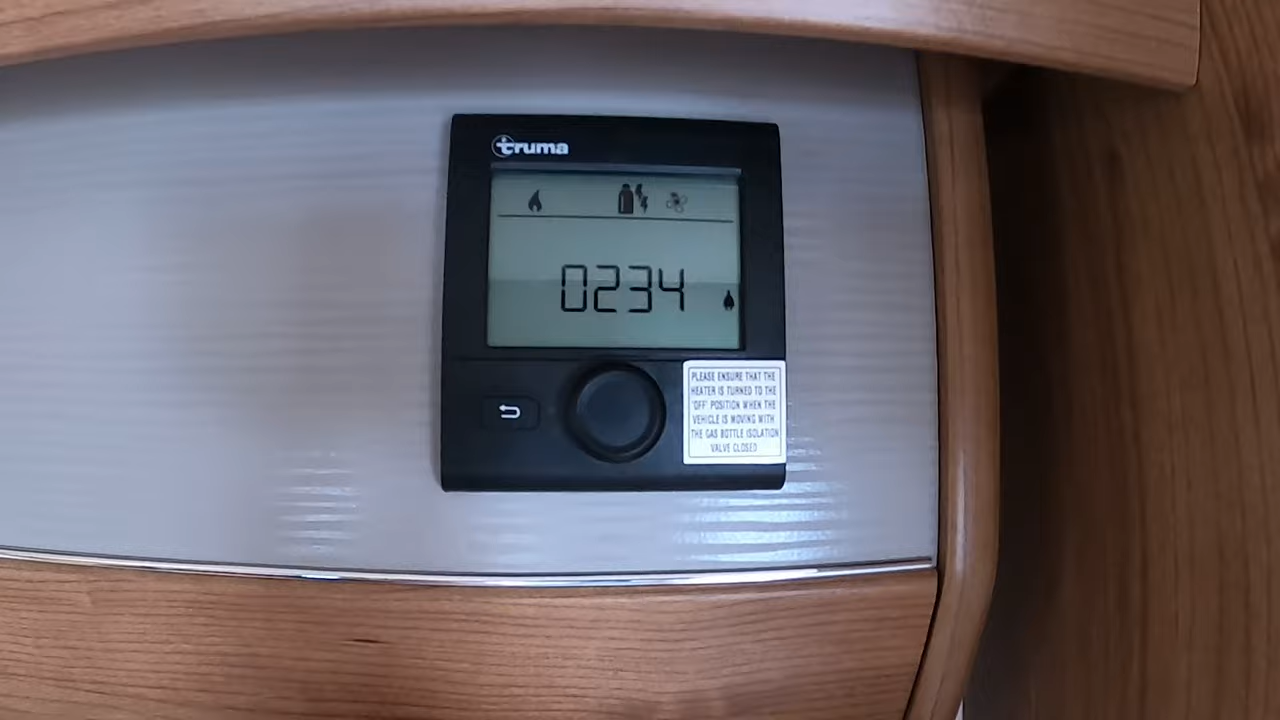 truma
0234
PLEASE ENSURE THAT THE
HEATER IS TURNED TO THE
'OFF' POSITION WHEN THE
VEHICLE IS MOVING WITH
THE GAS BOTTLE ISOLATION
VALVE CLOSED